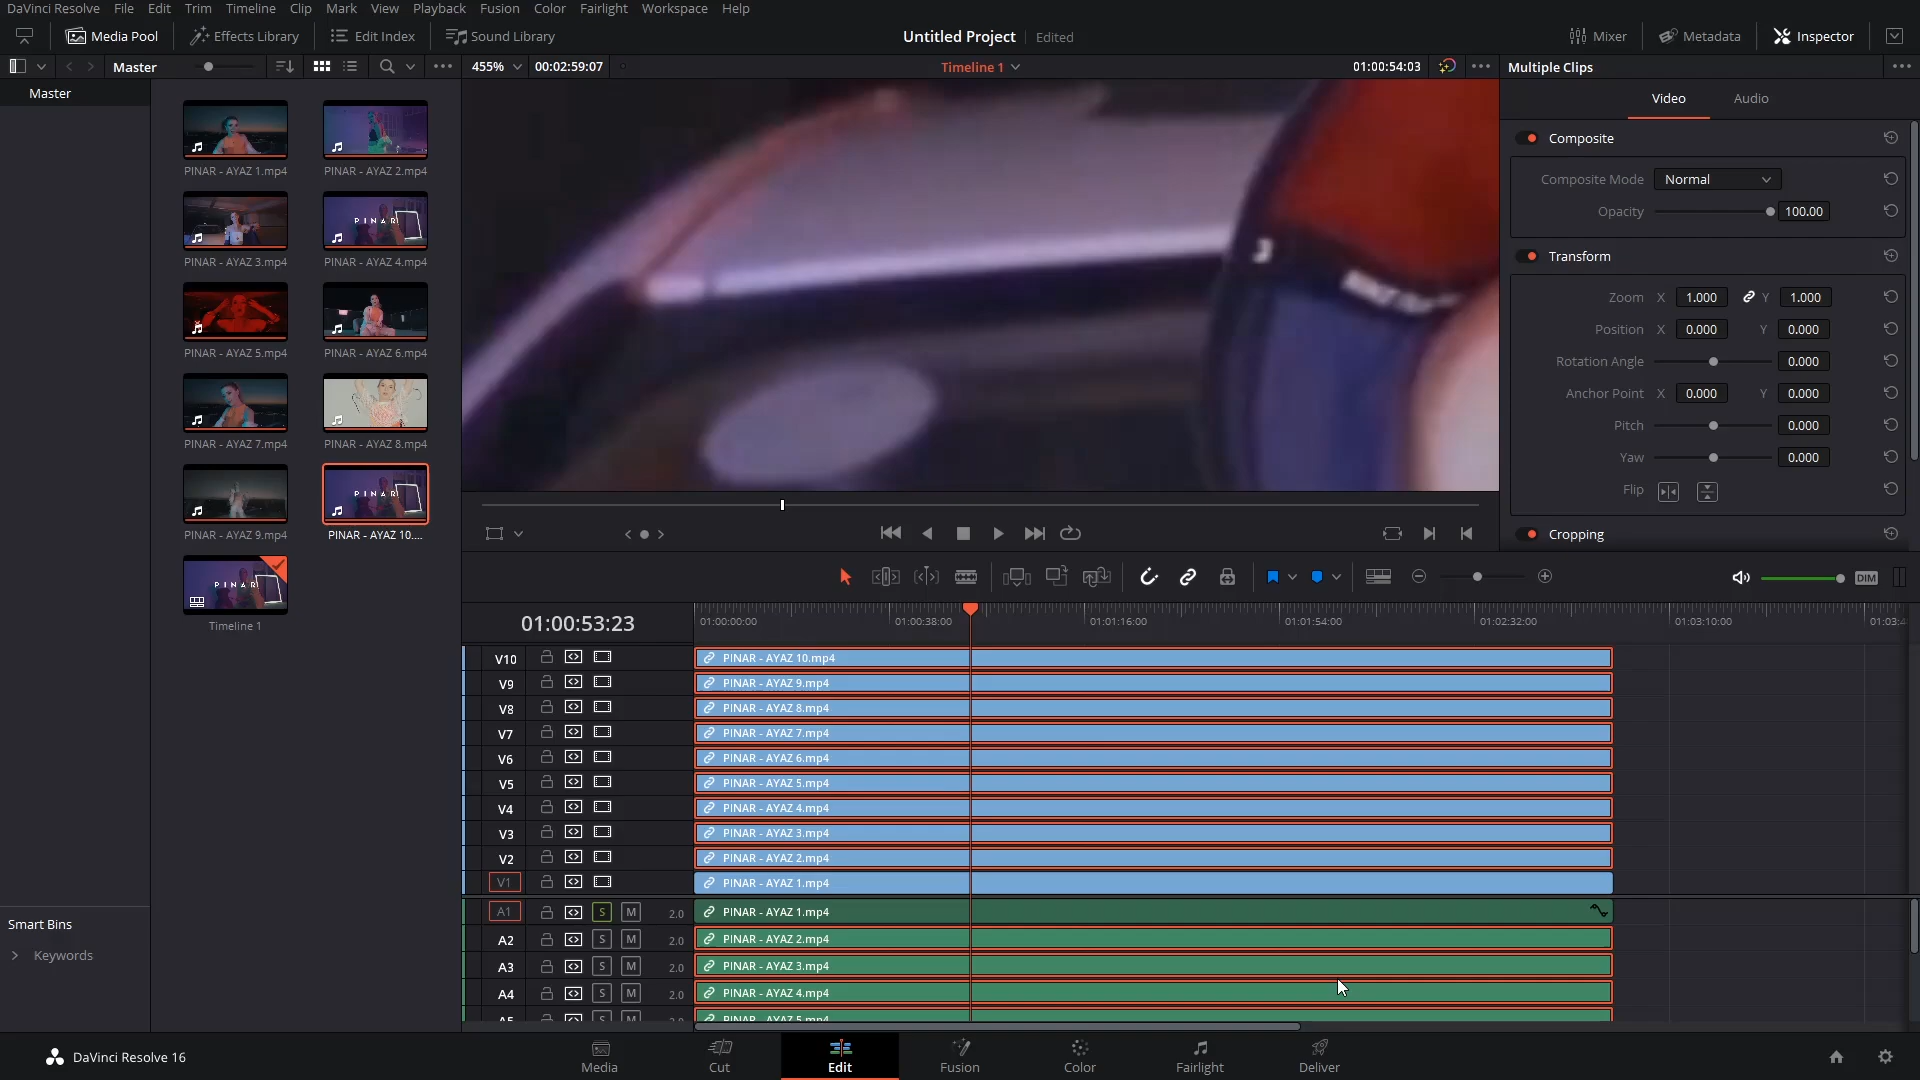 DaVinci Resolve File Edit Trim Timeline Clip Mark View Playback Fusion Color Fairlight Workspace Help
Media Pool Effects Library Edit Index Sound Library Untitled Project Edited Mixer Metadata Inspector
Master 455% 00:02:59:07 Timeline 1 01:00:54:03 Multiple Clips
Master
Video Audio
PINAR - AYAZ 1.mp4 PINAR - AYAZ 2.mp4
Composite
Composite Mode Normal
Opacity 100.00
PINAR
PINAR - AYAZ 3.mp4 PINAR - AYAZ 4.mp4
Transform
Zoom X 1.000 Y 1.000
Position X 0.000 Y 0.000
PINAR - AYAZ 5.mp4 PINAR - AYAZ 6.mp4
Rotation Angle 0.000
Anchor Point X 0.000 Y 0.000
Pitch 0.000
PINAR - AYAZ 7.mp4 PINAR - AYAZ 8.mp4
Yaw 0.000
Flip
PINAR
PINAR - AYAZ 9.mp4 PINAR - AYAZ 10....
Cropping
PINAR
DIM
Timeline 1
01:00:53:23 01:00:00:00 01:00:38:00 01:01:16:00 01:01:54:00 01:02:32:00 01:03:10:00
V10 PINAR - AYAZ 10.mp4
V9 PINAR - AYAZ 9.mp4
V8 PINAR - AYAZ 8.mp4
V7 PINAR - AYAZ 7.mp4
V6 PINAR - AYAZ 6.mp4
V5 PINAR - AYAZ 5.mp4
V4 PINAR - AYAZ 4.mp4
V3 PINAR - AYAZ 3.mp4
V2 PINAR - AYAZ 2.mp4
V1 PINAR - AYAZ 1.mp4
A1 S M 2.0 PINAR - AYAZ 1.mp4
A2 S M 2.0 PINAR - AYAZ 2.mp4
A3 S M 2.0 PINAR - AYAZ 3.mp4
A4 S M 2.0 PINAR - AYAZ 4.mp4
A5 S M PINAR - AYAZ 5.mp4
Smart Bins
Keywords
DaVinci Resolve 16
Media Cut Edit Fusion Color Fairlight Deliver